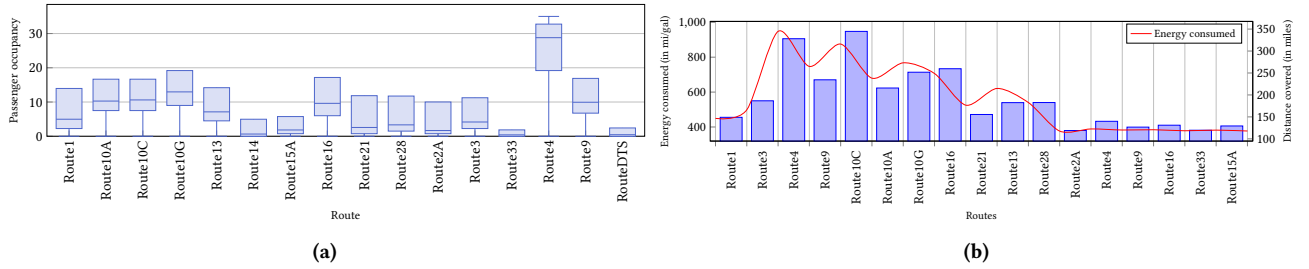 30
20
10
0
Passenger occupancy
Route1
Route10A
Route10C
Route10G
Route13
Route14
Route15A
Route16
Route21
Route28
Route2A
Route3
Route33
Route4
Route9
RouteDTS
Route
(a)
1,000
800
600
400
Energy consumed (in mi/gal)
Energy consumed
350
300
250
200
150
100
Distance covered (in miles)
Route1
Route3
Route4
Route9
Route10C
Route10A
Route10G
Route16
Route21
Route13
Route28
Route2A
Route4
Route9
Route16
Route33
Route15A
Routes
(b)